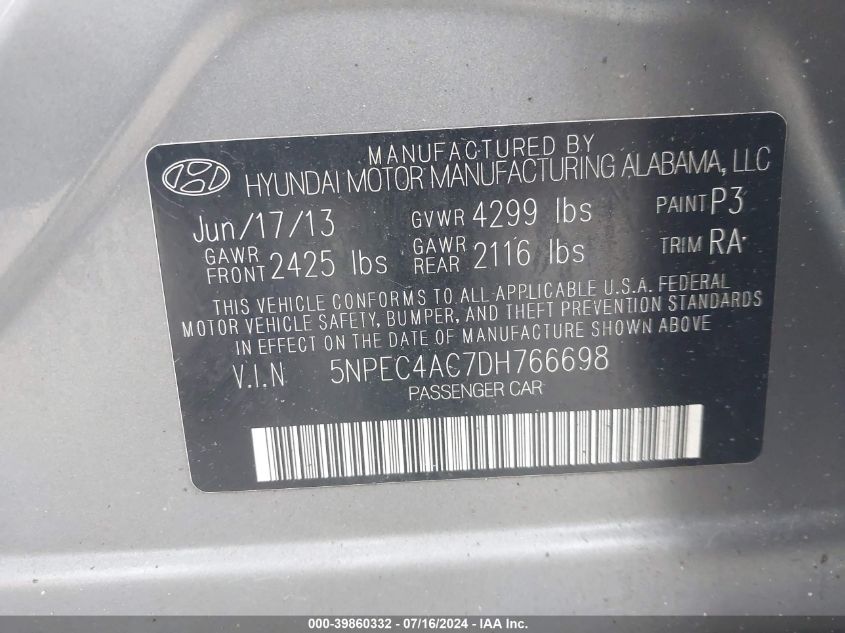 MANUFACTURED BY
HYUNDAI MOTOR MANUFACTURING ALABAMA, LLC
Jun/17/13 GVWR 4299 lbs PAINT P3
GAWR FRONT 2425 lbs GAWR REAR 2116 lbs TRIM RA
THIS VEHICLE CONFORMS TO ALL APPLICABLE U.S.A. FEDERAL
MOTOR VEHICLE SAFETY, BUMPER, AND THEFT PREVENTION STANDARDS
IN EFFECT ON THE DATE OF MANUFACTURE SHOWN ABOVE
V.I.N 5NPEC4AC7DH766698
PASSENGER CAR
000-39860332 - 07/16/2024 - IAA Inc.